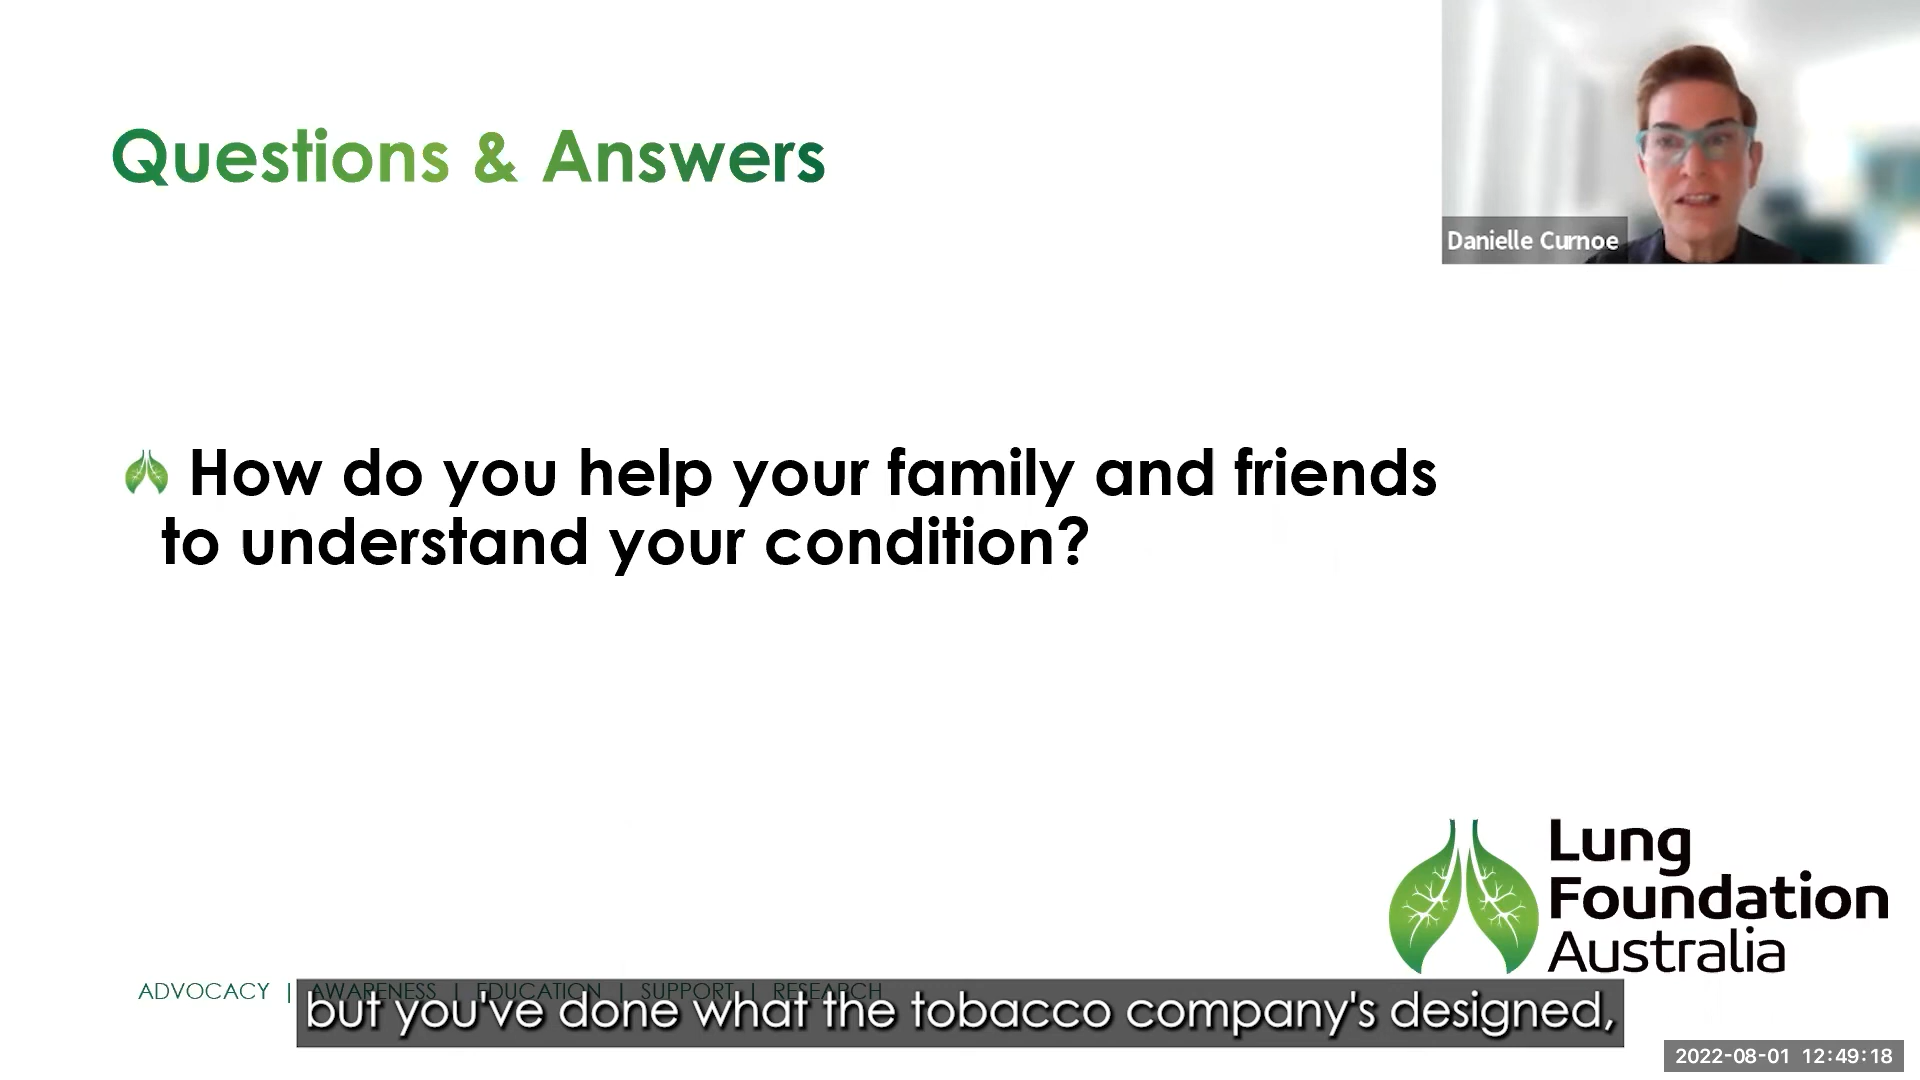 Questions & Answers
Danielle Curnoe
How do you help your family and friends
to understand your condition?
Lung
Foundation
Australia
ADVOCACY | AWARENESS | EDUCATION | SUPPORT | RESEARCH
but you've done what the tobacco company's designed,
2022-08-01 12:49:18